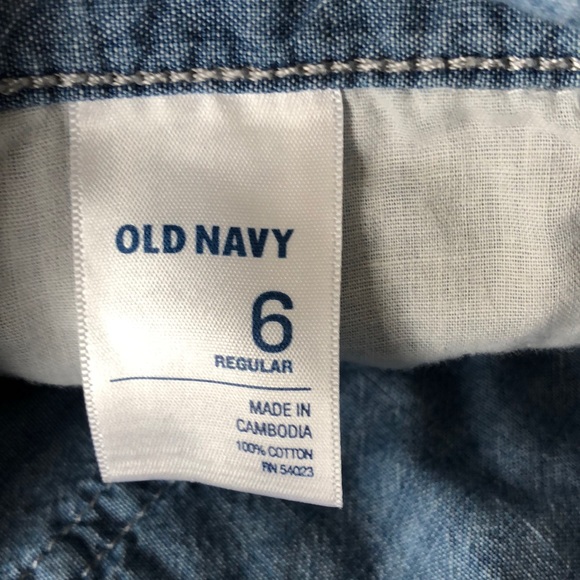 OLD NAVY
6
REGULAR
MADE IN
CAMBODIA
100% COTTON
RN 54023